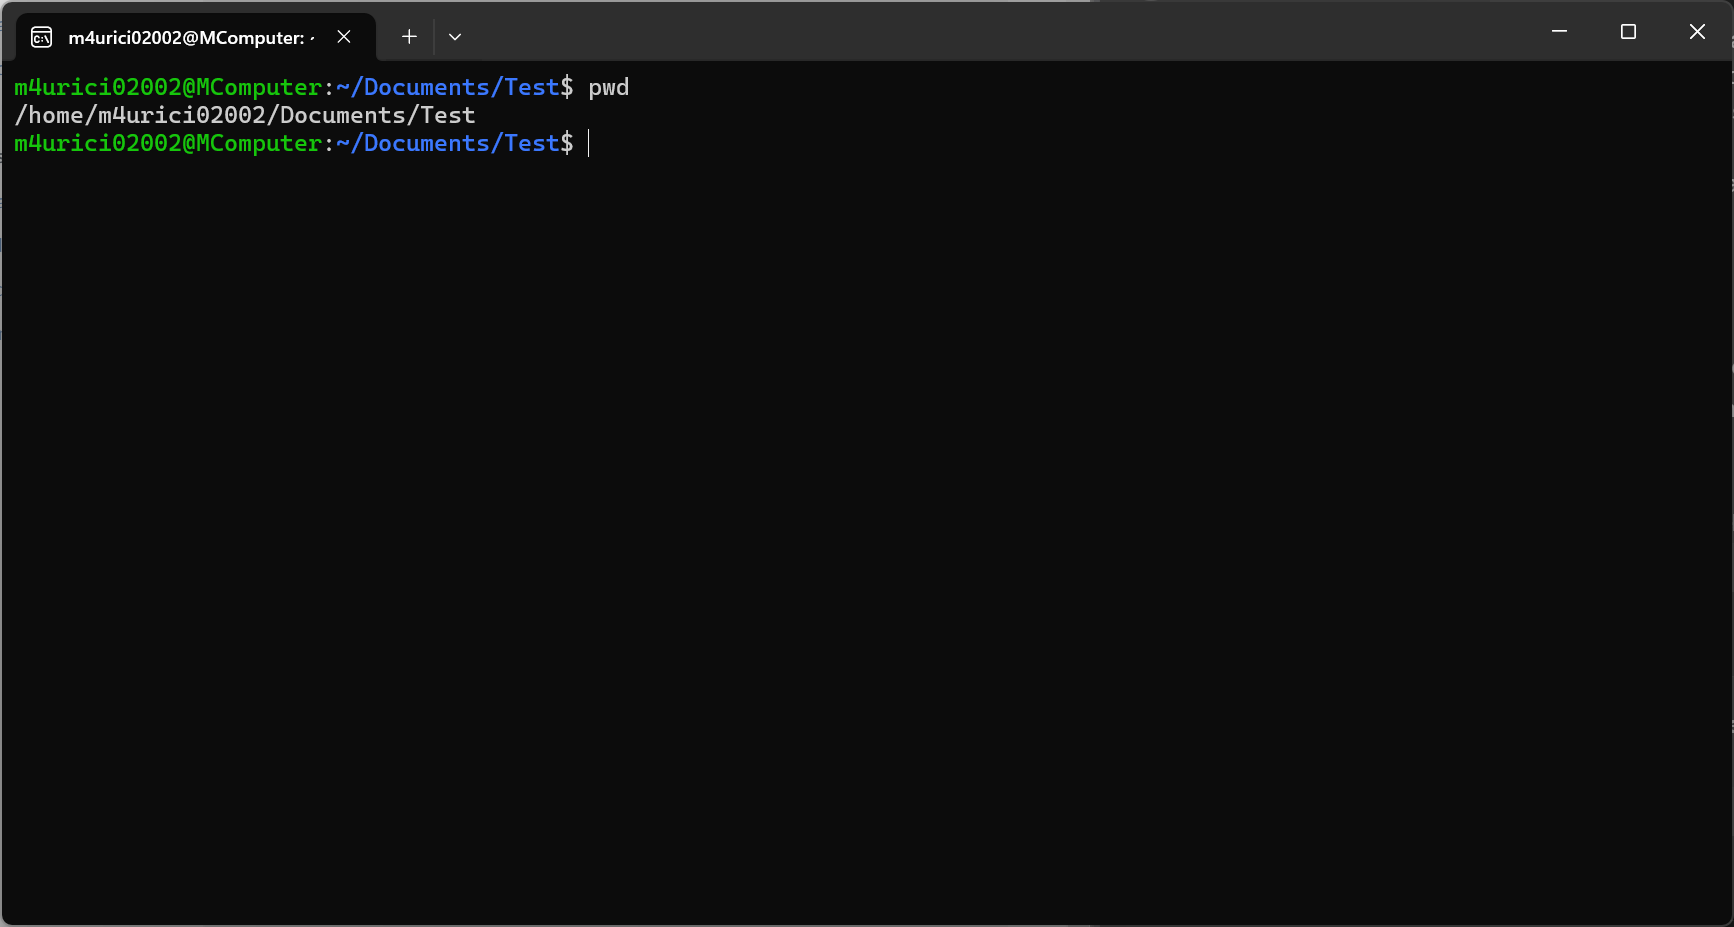 m4urici02002@MComputer: -
m4urici02002@MComputer:~/Documents/Test$ pwd
/home/m4urici02002/Documents/Test
m4urici02002@MComputer:~/Documents/Test$